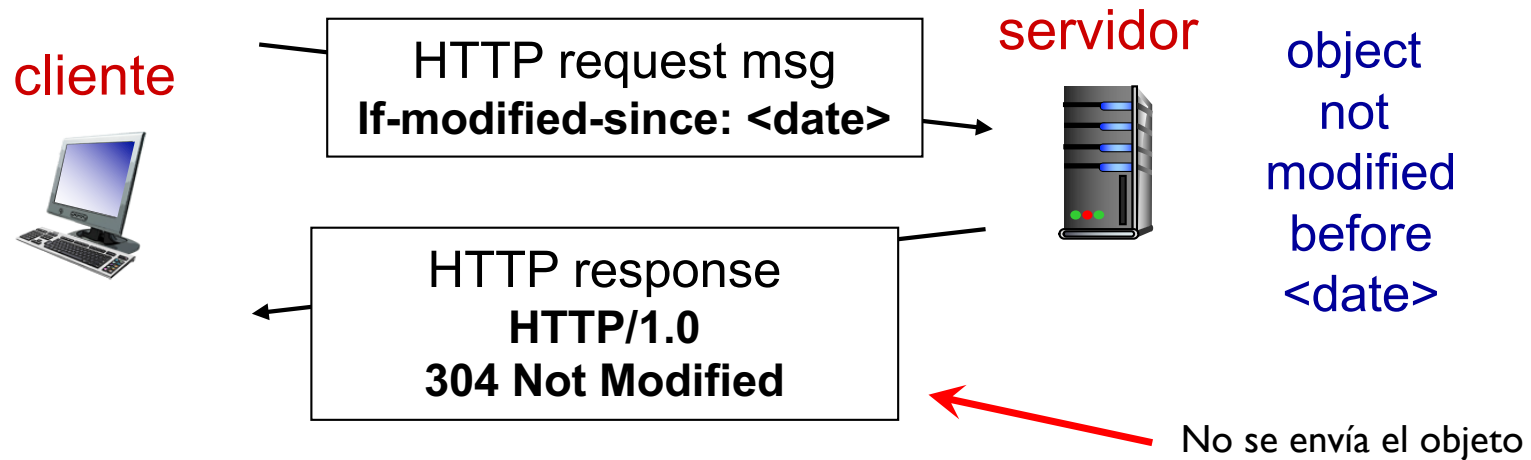 cliente
HTTP request msg
If-modified-since: <date>
servidor
object
not
modified
before
<date>
HTTP response
HTTP/1.0
304 Not Modified
No se envía el objeto